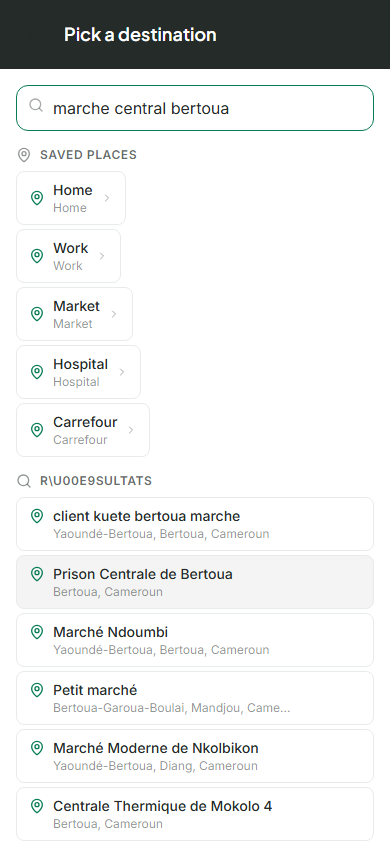 Pick a destination
marche central bertoua
SAVED PLACES
Home
Home
Work
Work
Market
Market
Hospital
Hospital
Carrefour
Carrefour
R\U00E9SULTATS
client kuete bertoua marche
Yaoundé-Bertoua, Bertoua, Cameroun
Prison Centrale de Bertoua
Bertoua, Cameroun
Marché Ndoumbi
Yaoundé-Bertoua, Bertoua, Cameroun
Petit marché
Bertoua-Garoua-Boulai, Mandjou, Came...
Marché Moderne de Nkolbikon
Yaoundé-Bertoua, Diang, Cameroun
Centrale Thermique de Mokolo 4
Bertoua, Cameroun